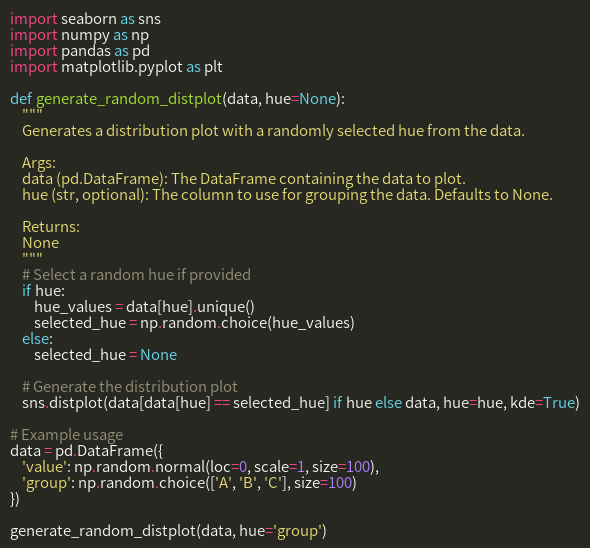 import seaborn as sns
import numpy as np
import pandas as pd
import matplotlib.pyplot as plt

def generate_random_distplot(data, hue=None):
    """
    Generates a distribution plot with a randomly selected hue from the data.

    Args:
    data (pd.DataFrame): The DataFrame containing the data to plot.
    hue (str, optional): The column to use for grouping the data. Defaults to None.

    Returns:
    None
    """
    # Select a random hue if provided
    if hue:
        hue_values = data[hue].unique()
        selected_hue = np.random.choice(hue_values)
    else:
        selected_hue = None

    # Generate the distribution plot
    sns.distplot(data[data[hue] == selected_hue] if hue else data, hue=hue, kde=True)

# Example usage
data = pd.DataFrame({
    'value': np.random.normal(loc=0, scale=1, size=100),
    'group': np.random.choice(['A', 'B', 'C'], size=100)
})

generate_random_distplot(data, hue='group')